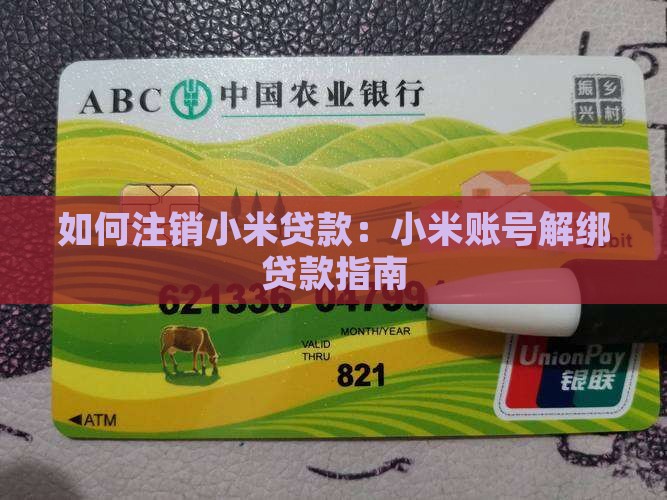 ABC 中国农业银行
振乡
兴村
如何注销小米贷款：小米账号解绑
贷款指南
bit
621336 04799
MONTH/YEAR
VALID
THRU
821
UnionPay
银联
◀ATM